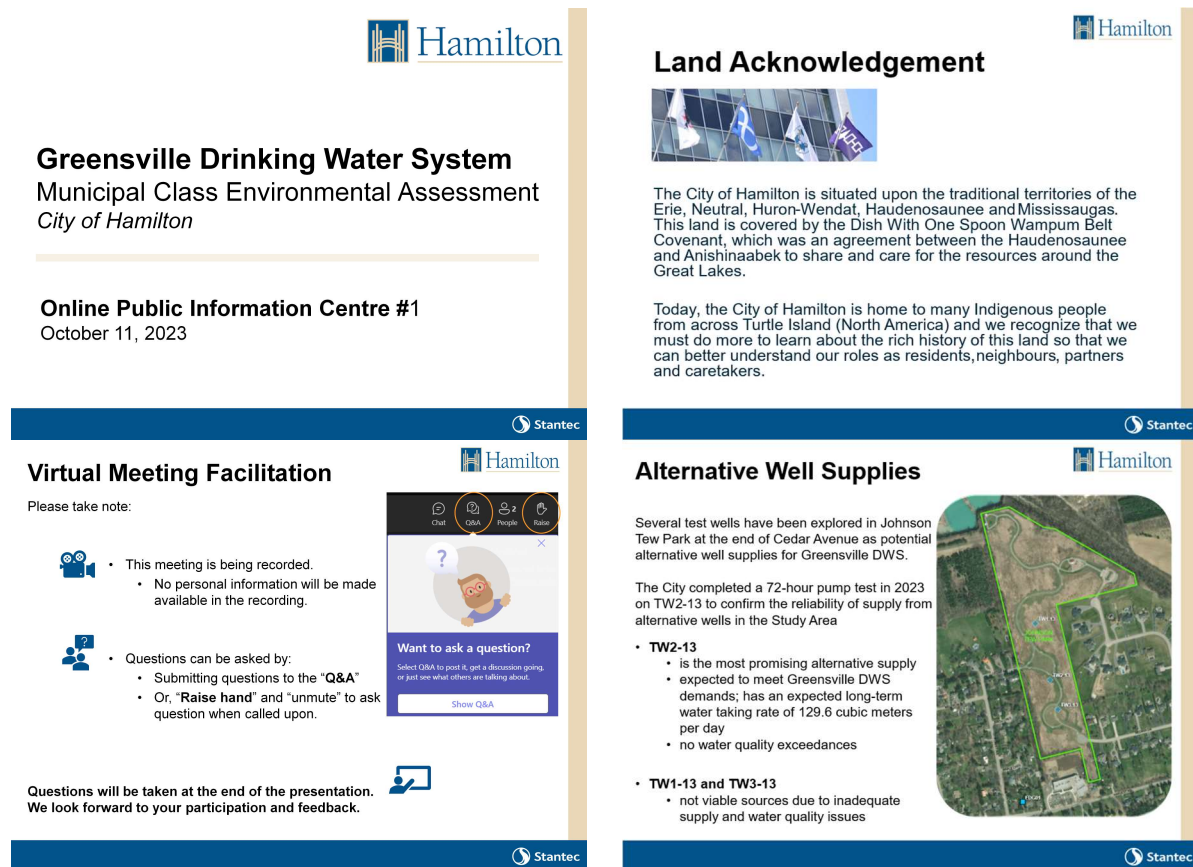 Hamilton
Greensville Drinking Water System
Municipal Class Environmental Assessment
City of Hamilton
Online Public Information Centre #1
October 11, 2023
Stantec
Hamilton
Land Acknowledgement
The City of Hamilton is situated upon the traditional territories of the
Erie, Neutral, Huron-Wendat, Haudenosaunee and Mississaugas.
This land is covered by the Dish With One Spoon Wampum Belt
Covenant, which was an agreement between the Haudenosaunee
and Anishinaabek to share and care for the resources around the
Great Lakes.
Today, the City of Hamilton is home to many Indigenous people
from across Turtle Island (North America) and we recognize that we
must do more to learn about the rich history of this land so that we
can better understand our roles as residents, neighbours, partners
and caretakers.
Stantec
Hamilton
Virtual Meeting Facilitation
Please take note:
• This meeting is being recorded.
• No personal information will be made
available in the recording.
• Questions can be asked by:
• Submitting questions to the “Q&A”
• Or, “Raise hand” and “unmute” to ask
question when called upon.
Chat Q&A 2 People Raise
?
Want to ask a question?
Select Q&A to post it, get a discussion going,
or just see what others are talking about.
Show Q&A
?
Questions will be taken at the end of the presentation.
We look forward to your participation and feedback.
Stantec
Hamilton
Alternative Well Supplies
Several test wells have been explored in Johnson
Tew Park at the end of Cedar Avenue as potential
alternative well supplies for Greensville DWS.
The City completed a 72-hour pump test in 2023
on TW2-13 to confirm the reliability of supply from
alternative wells in the Study Area
• TW2-13
• is the most promising alternative supply
• expected to meet Greensville DWS
demands; has an expected long-term
water taking rate of 129.6 cubic meters
per day
• no water quality exceedances
• TW1-13 and TW3-13
• not viable sources due to inadequate
supply and water quality issues
Stantec